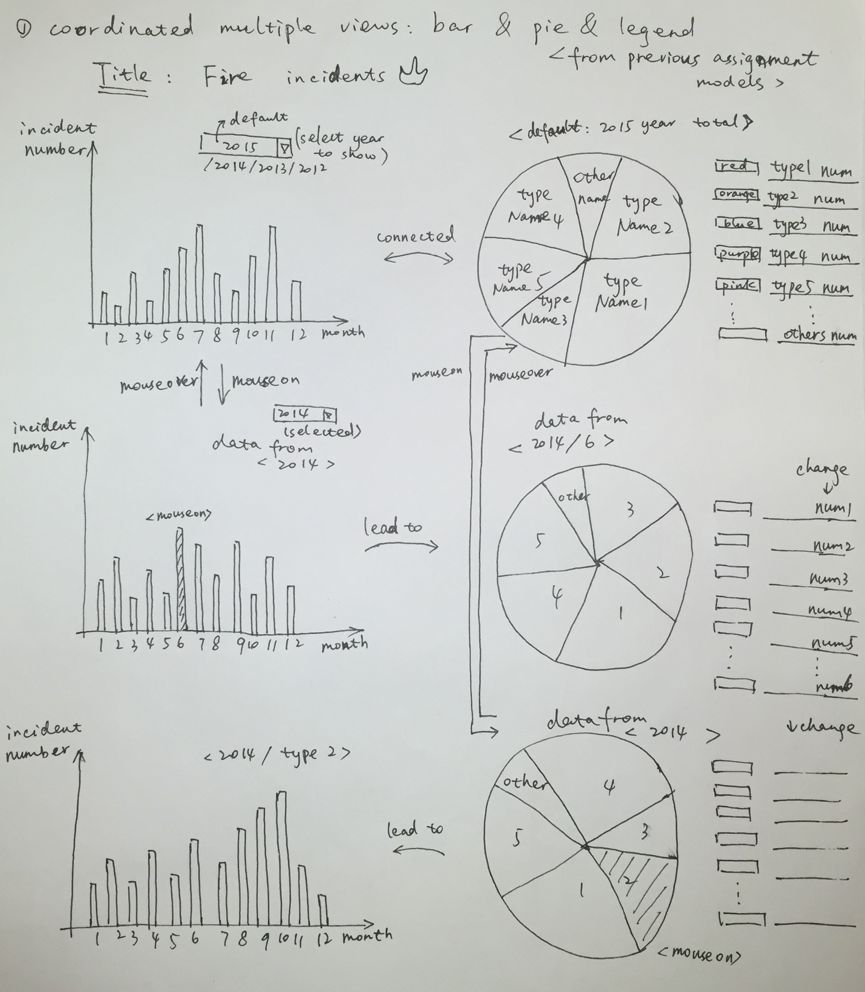 ① coordinated multiple views: bar & pie & legend
<from previous assignment
models>
Title : Fire incidents
incident
number
default
2015
(select year
to show)
/2014/2013/2012
1 2 3 4 5 6 7 8 9 10 11 12 month
connected
<default: 2015 year total>
other
name
type
Name 2
type
Name 1
type
Name 3
type
Name 5
type
Name 4
red type1 num
orange type2 num
blue type3 num
purple type4 num
pink type5 num
others num
mouseover
mouseon
mouseon
mouseover
incident
number
2014
(selected)
data from
<2014>
<mouseon>
1 2 3 4 5 6 7 8 9 10 11 12 month
lead to
data from
<2014/6>
other
3
2
1
4
5
change
num1
num2
num3
num4
num5
num6
incident
number
<2014/type 2>
1 2 3 4 5 6 7 8 9 10 11 12 month
lead to
data from
<2014>
other
4
3
2
1
5
<mouseon>
change